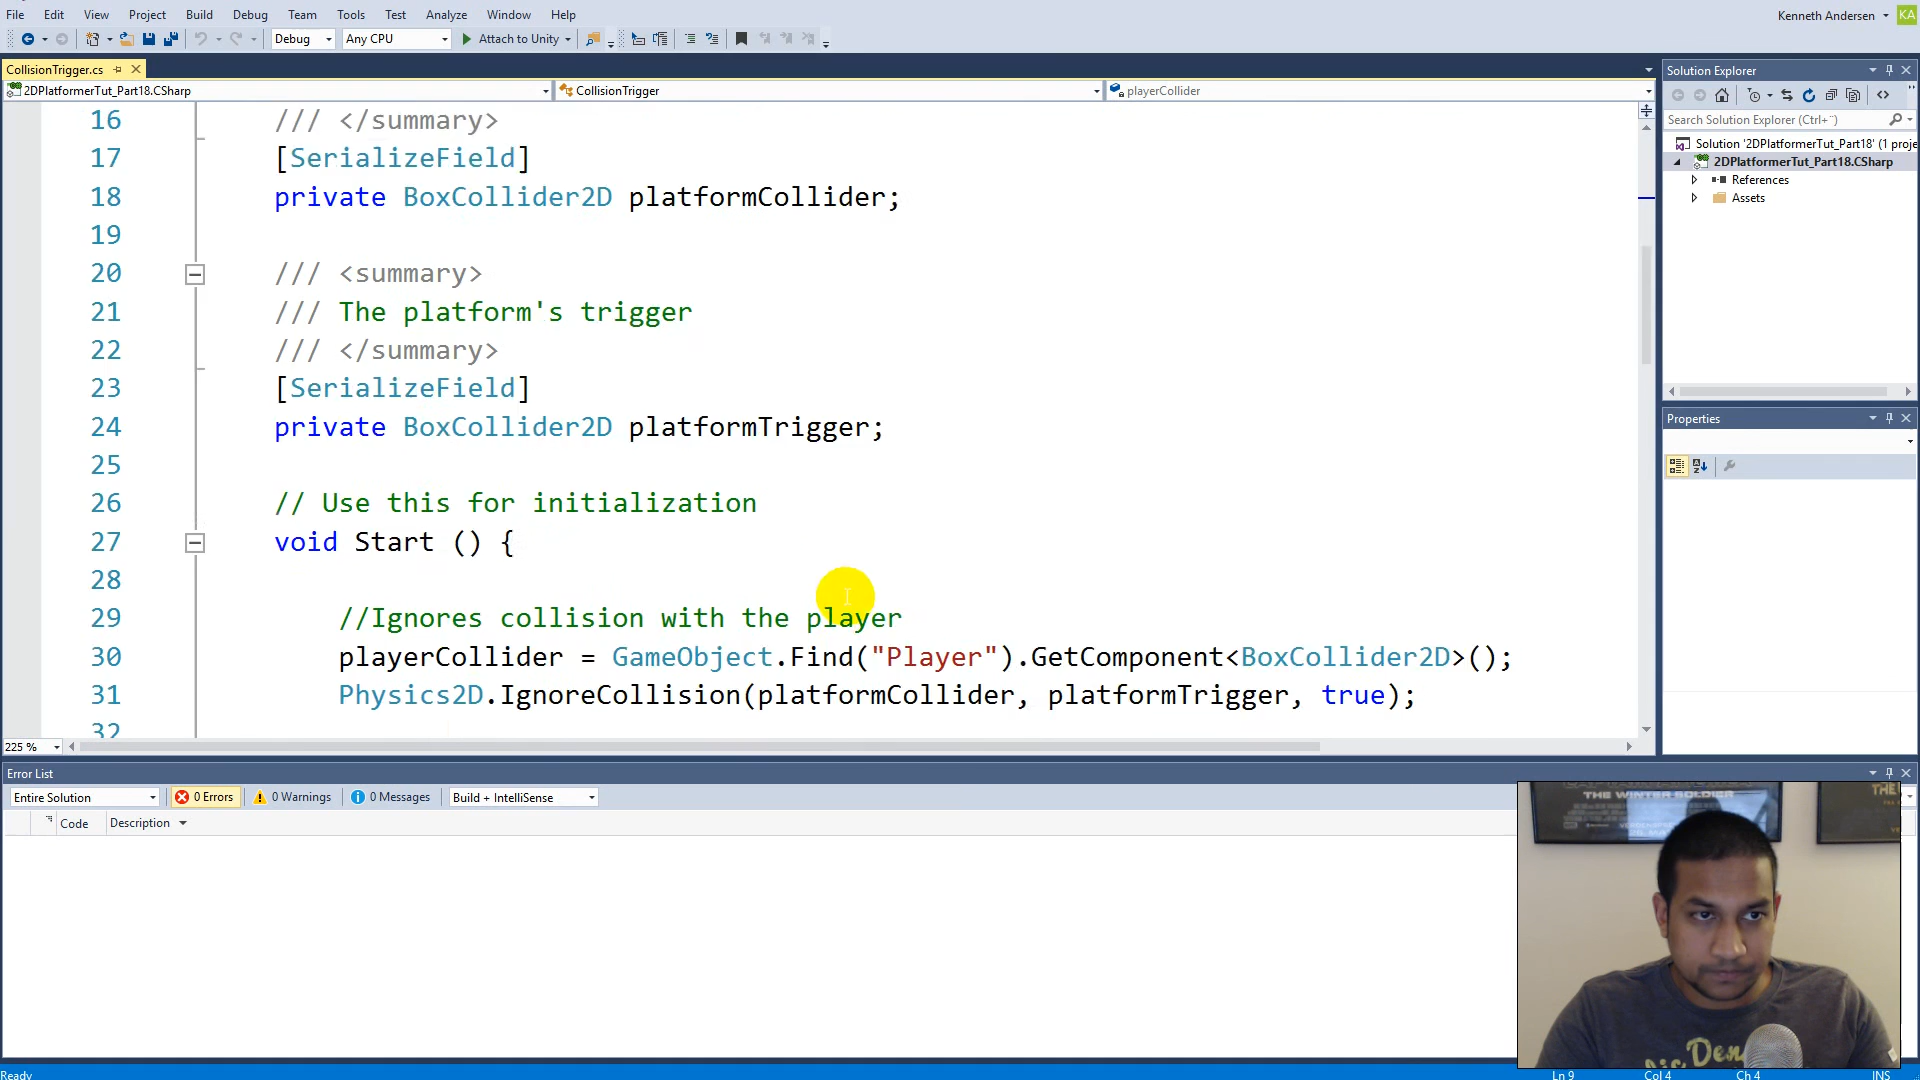 File Edit View Project Build Debug Team Tools Test Analyze Window Help
Kenneth Andersen KA
Debug Any CPU Attach to Unity
CollisionTrigger.cs
2DPlatformerTut_Part18.CSharp CollisionTrigger playerCollider
16 /// </summary>
17 [SerializeField]
18 private BoxCollider2D platformCollider;
19
20 /// <summary>
21 /// The platform's trigger
22 /// </summary>
23 [SerializeField]
24 private BoxCollider2D platformTrigger;
25
26 // Use this for initialization
27 void Start () {
28
29 //Ignores collision with the player
30 playerCollider = GameObject.Find("Player").GetComponent<BoxCollider2D>();
31 Physics2D.IgnoreCollision(platformCollider, platformTrigger, true);
32
225 %
Solution Explorer
Search Solution Explorer (Ctrl+¨)
Solution '2DPlatformerTut_Part18' (1 proje
2DPlatformerTut_Part18.CSharp
References
Assets
Properties
Error List
Entire Solution 0 Errors 0 Warnings 0 Messages Build + IntelliSense
Code Description
THE WINTER SOLDIER
THE
Ready Ln 9 Col 4 Ch 4 INS